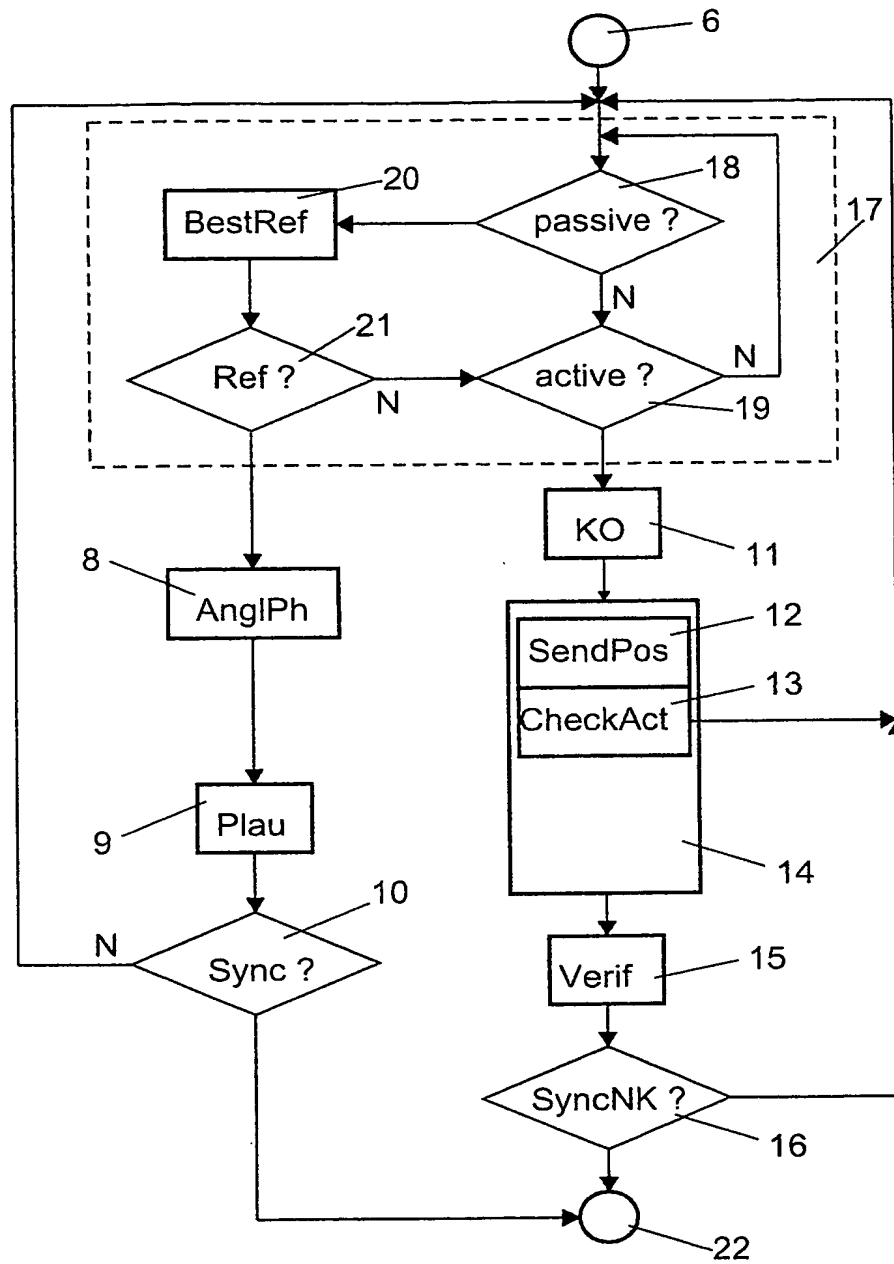 6
20
18
17
BestRef
passive ?
N
21
Ref ?
N
active ?
N
19
8
KO
11
AnglPh
12
SendPos
13
CheckAct
9
Plau
14
10
N
Sync ?
Verif
15
SyncNK ?
16
22